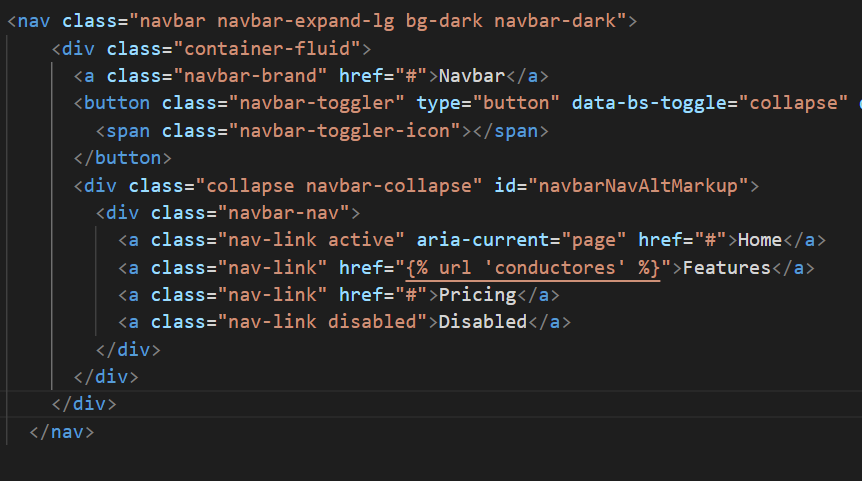 <nav class="navbar navbar-expand-lg bg-dark navbar-dark">
<div class="container-fluid">
<a class="navbar-brand" href="#">Navbar</a>
<button class="navbar-toggler" type="button" data-bs-toggle="collapse"
<span class="navbar-toggler-icon"></span>
</button>
<div class="collapse navbar-collapse" id="navbarNavAltMarkup">
<div class="navbar-nav">
<a class="nav-link active" aria-current="page" href="#">Home</a>
<a class="nav-link" href="{% url 'conductores' %}">Features</a>
<a class="nav-link" href="#">Pricing</a>
<a class="nav-link disabled">Disabled</a>
</div>
</div>
</div>
</nav>